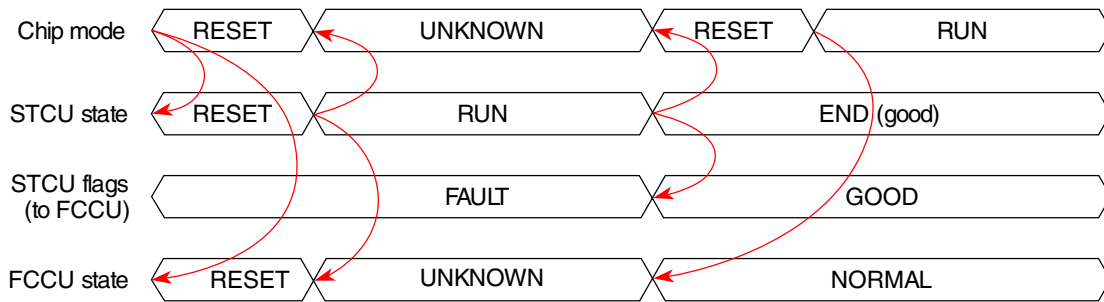 Chip mode RESET UNKNOWN RESET RUN
STCU state RESET RUN END (good)
STCU flags
(to FCCU) FAULT GOOD
FCCU state RESET UNKNOWN NORMAL